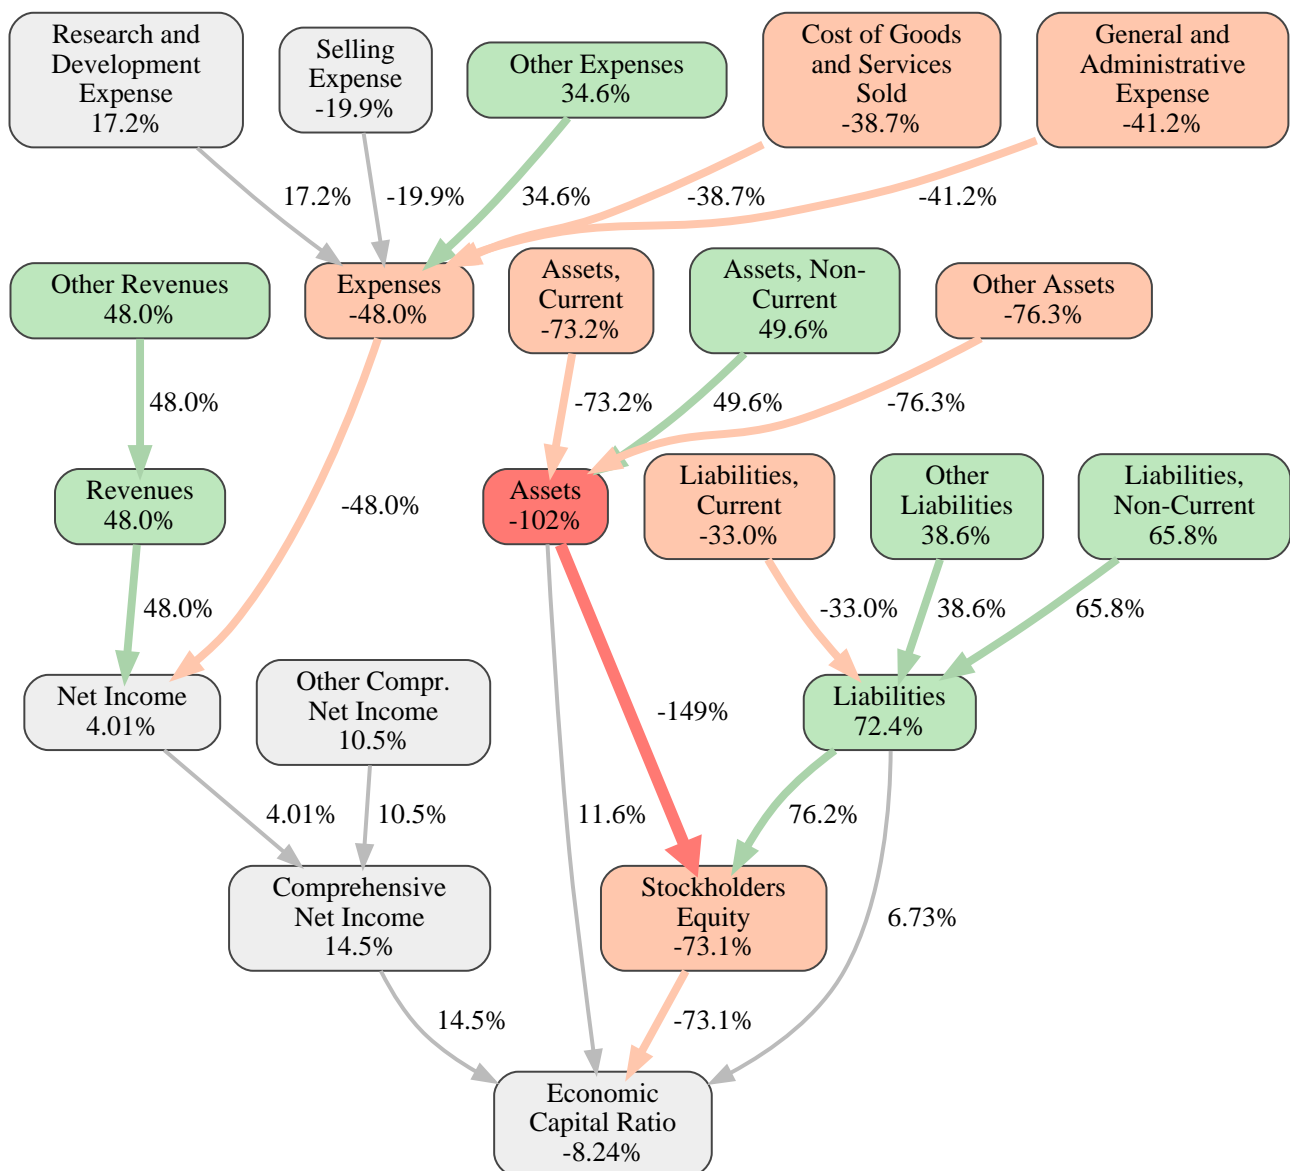 Research and
Development
Expense
17.2%
Selling
Expense
-19.9%
Other Expenses
34.6%
Cost of Goods
and Services
Sold
-38.7%
General and
Administrative
Expense
-41.2%
17.2%
-19.9%
34.6%
-38.7%
-41.2%
Other Revenues
48.0%
Expenses
-48.0%
Assets,
Current
-73.2%
Assets, Non-
Current
49.6%
Other Assets
-76.3%
48.0%
-48.0%
-73.2%
49.6%
-76.3%
Revenues
48.0%
Assets
-102%
Liabilities,
Current
-33.0%
Other
Liabilities
38.6%
Liabilities,
Non-Current
65.8%
48.0%
-33.0%
38.6%
65.8%
Net Income
4.01%
Other Compr.
Net Income
10.5%
-149%
Liabilities
72.4%
4.01%
10.5%
11.6%
76.2%
6.73%
Comprehensive
Net Income
14.5%
Stockholders
Equity
-73.1%
14.5%
-73.1%
Economic
Capital Ratio
-8.24%